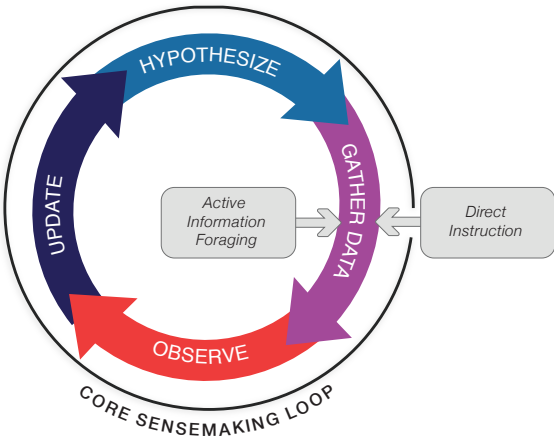 HYPOTHESIZE
GATHER DATA
OBSERVE
UPDATE
Active
Information
Foraging
Direct
Instruction
CORE SENSEMAKING LOOP